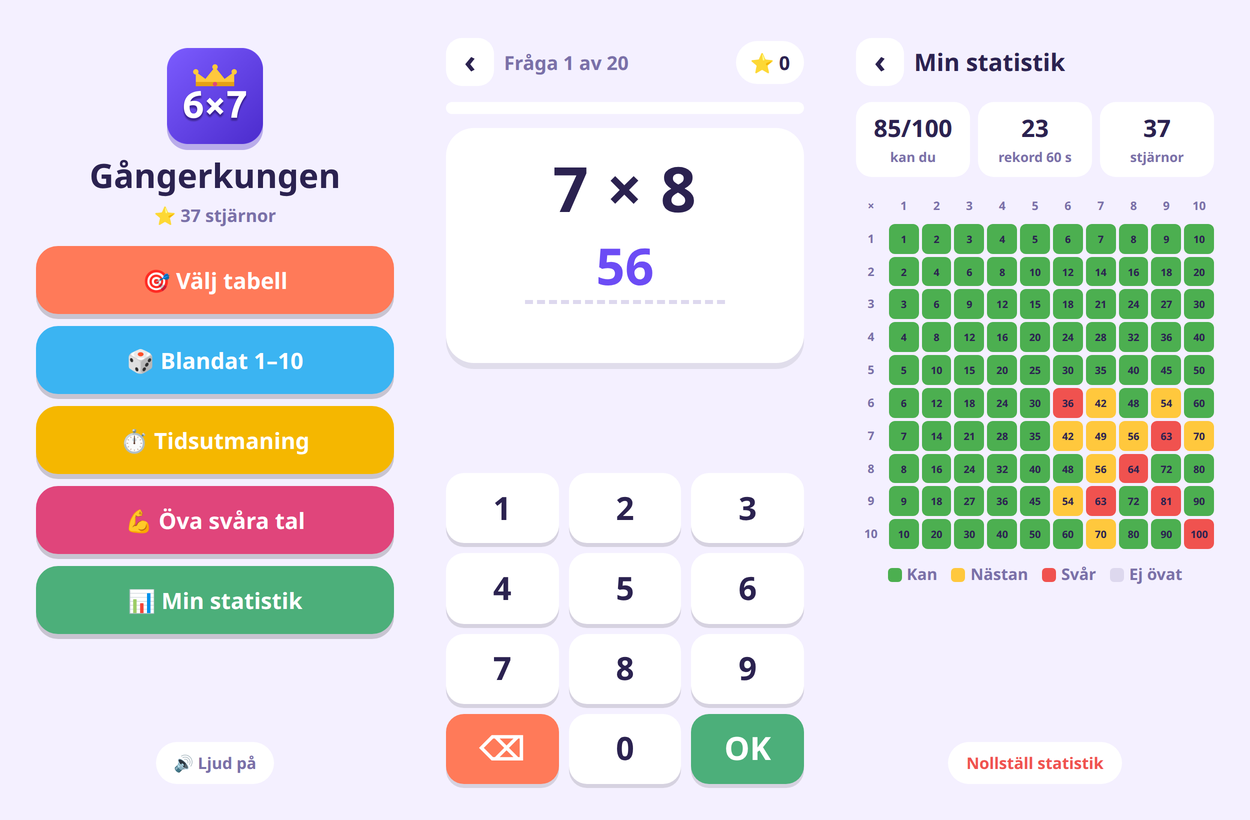 6×7
Gångerkungen
⭐ 37 stjärnor
🎯 Välj tabell
🎲 Blandat 1–10
⏱️ Tidsutmaning
💪 Öva svåra tal
📊 Min statistik
🔊 Ljud på
‹ Fråga 1 av 20 ⭐ 0
7 × 8
56
1 2 3
4 5 6
7 8 9
⌫ 0 OK
‹ Min statistik
85/100 23 37
kan du rekord 60 s stjärnor
× 1 2 3 4 5 6 7 8 9 10
1 1 2 3 4 5 6 7 8 9 10
2 2 4 6 8 10 12 14 16 18 20
3 3 6 9 12 15 18 21 24 27 30
4 4 8 12 16 20 24 28 32 36 40
5 5 10 15 20 25 30 35 40 45 50
6 6 12 18 24 30 36 42 48 54 60
7 7 14 21 28 35 42 49 56 63 70
8 8 16 24 32 40 48 56 64 72 80
9 9 18 27 36 45 54 63 72 81 90
10 10 20 30 40 50 60 70 80 90 100
Kan Nästan Svår Ej övat
Nollställ statistik